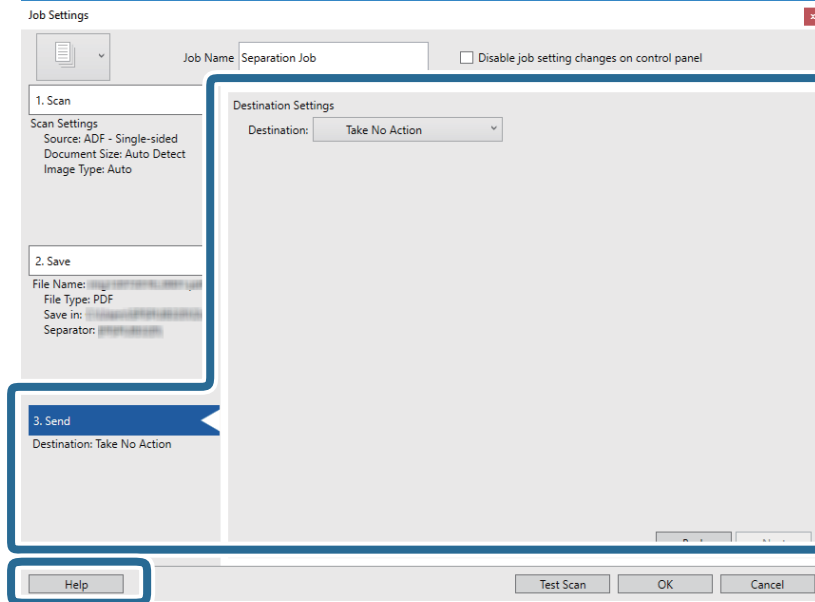 Job Settings
Job Name Separation Job Disable job setting changes on control panel
1. Scan
Scan Settings
Source: ADF - Single-sided
Document Size: Auto Detect
Image Type: Auto
2. Save
File Name:
File Type: PDF
Save in:
Separator:
3. Send
Destination: Take No Action
Destination Settings
Destination: Take No Action
Help Test Scan OK Cancel